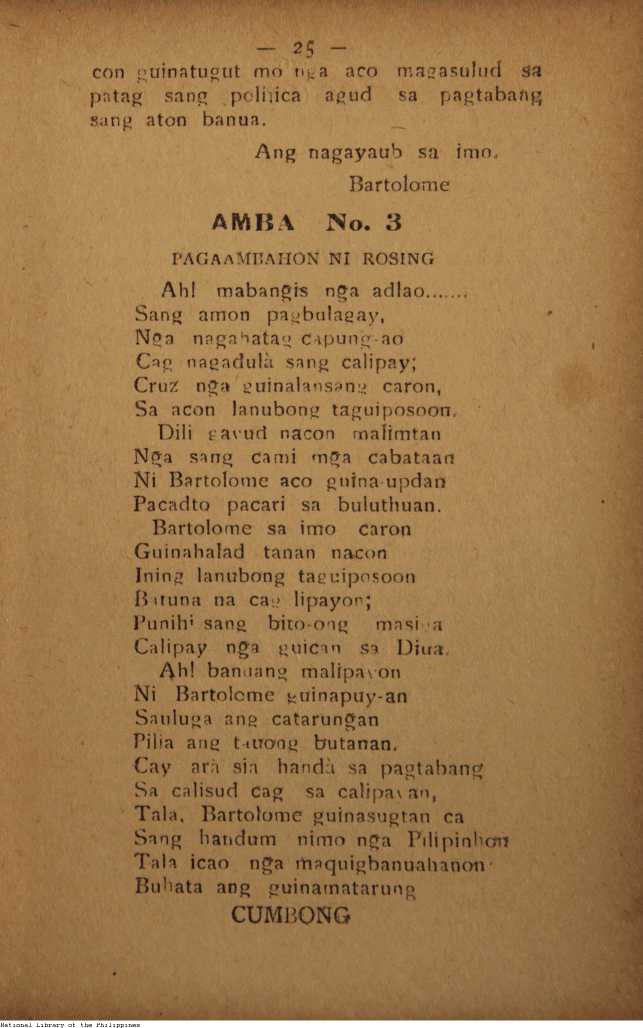 — 25 —
con guinatugut mo nga aco magasulud sa
patag sang politica agud sa pagtabang
sang aton banua.
Ang nagayaub sa imo.
Bartolome
AMBA No. 3
PAGAAMBAHON NI ROSING
Ah! mabangis nga adlao.......
Sang amon pagbulagay,
Nga nagahatag capung-ao
Cag nagadulà sang calipay;
Cruz nga guinalansang caron,
Sa acon lanubong taguiposoon.
Dili gavud nacon malimtan
Nga sang cami mga cabataan
Ni Bartolome aco guina-updan
Pacadto pacari sa buluthuan.
Bartolome sa imo caron
Guinahalad tanan nacon
Ining lanubong taguiposoon
Batuna na cag lipayon;
Punihi sang bito-ong masiga
Calipay nga guican sa Diua.
Ah! banuang malipayon
Ni Bartolome guinapuy-an
Sauluga ang catarungan
Pilia ang tauong butanan.
Cay arà sia handà sa pagtabang
Sa calisud cag sa calipayan,
Tala, Bartolome guinasugtan ca
Sang handum nimo nga Pilipinhon
Tala icao nga maquigbanuahanon
Buhata ang guinamatarung
CUMBONG
National Library of the Philippines